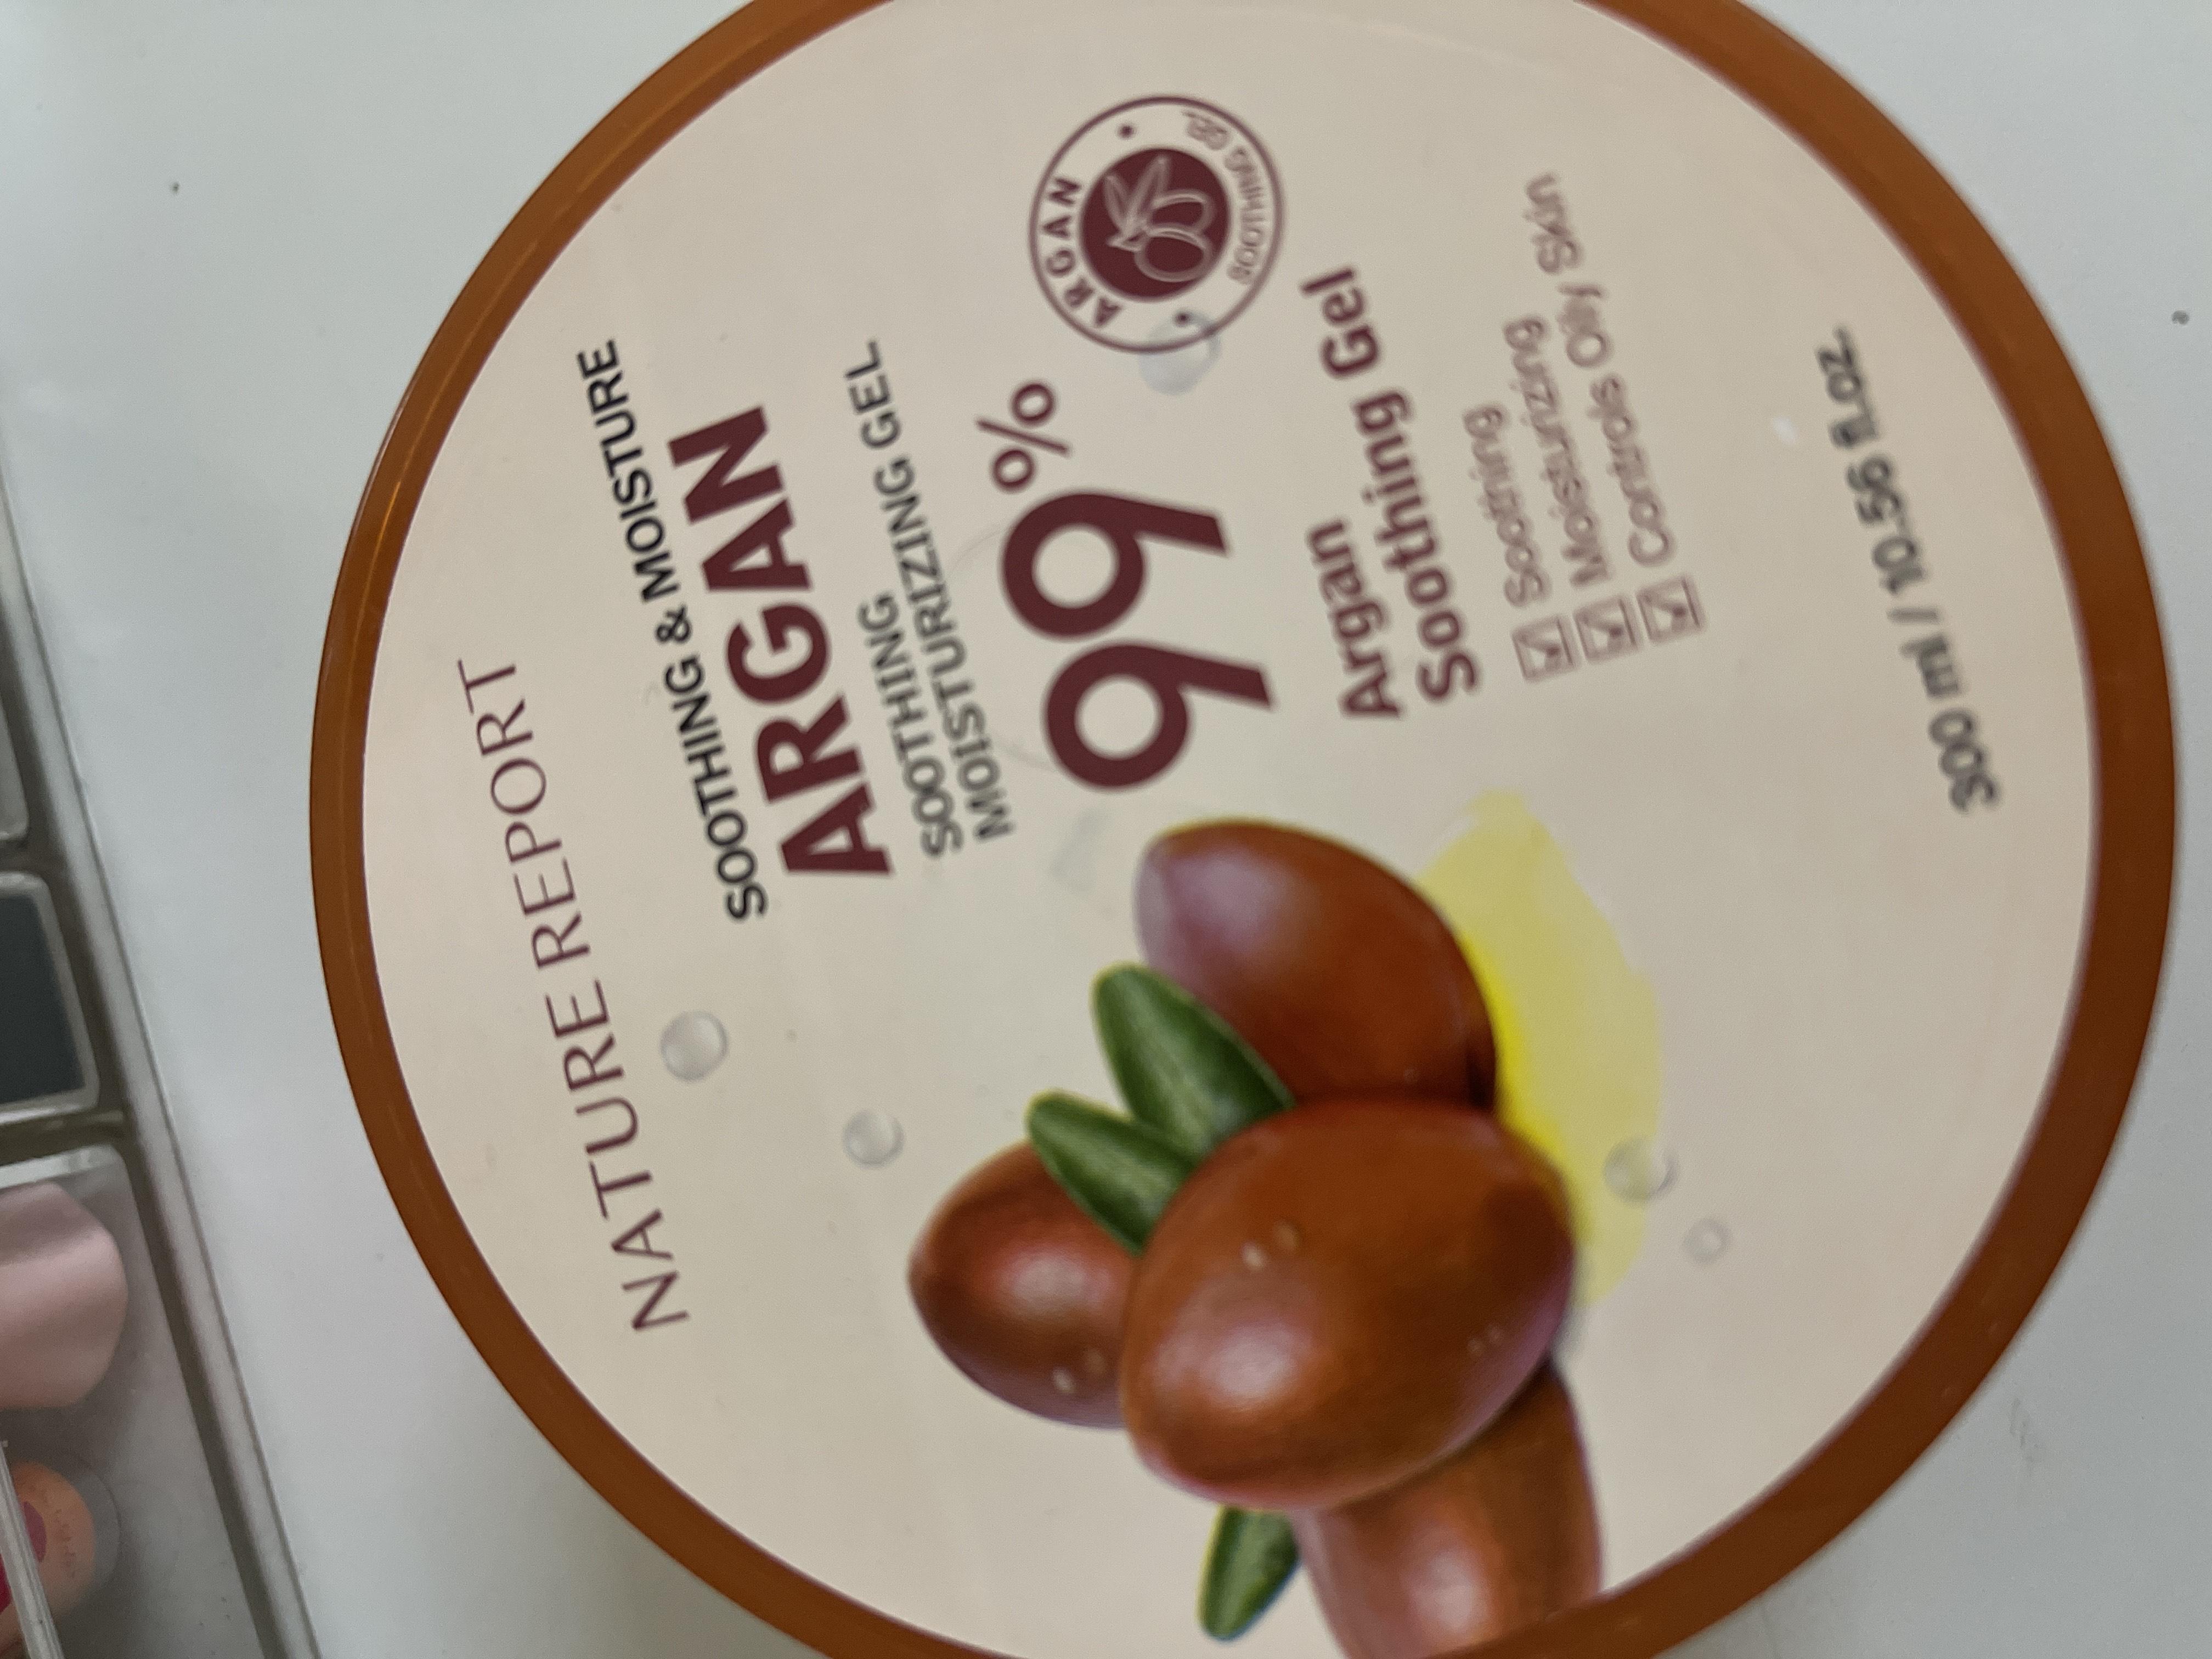 NATURE REPORT
SOOTHING & MOISTURE
ARGAN
SOOTHING
MOISTURIZING GEL
99%
ARGAN
SOOTHING GEL
Argan
Soothing Gel
Soothing
Moisturizing
Controls Oily Skin
300 ml / 10.56 fl.oz.